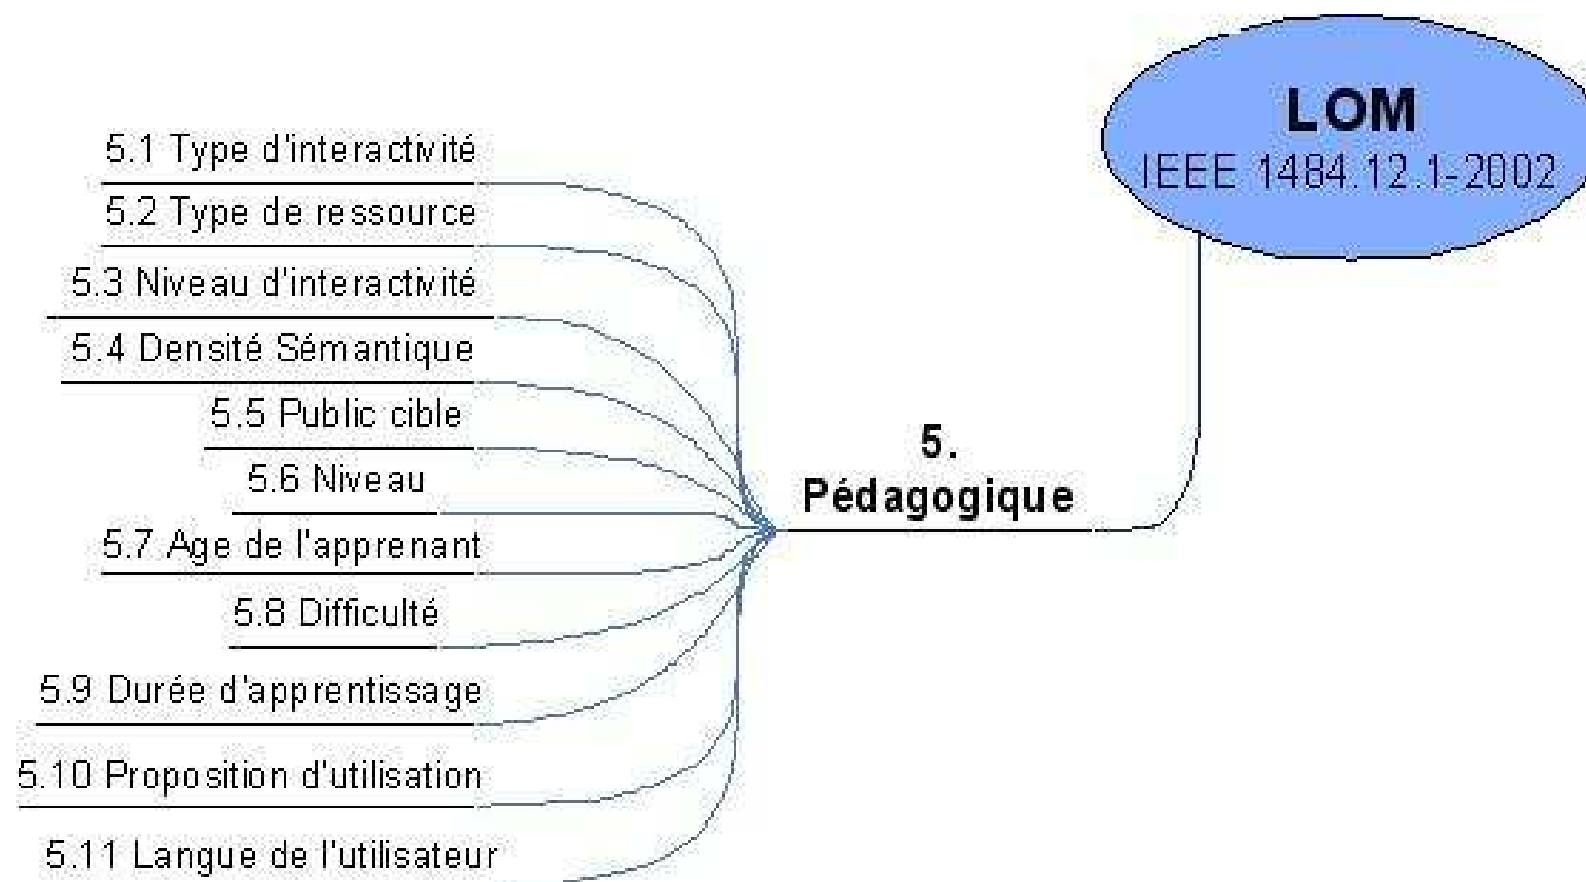 LOM
IEEE 1484.12.1-2002
5.1 Type d'interactivité
5.2 Type de ressource
5.3 Niveau d'interactivité
5.4 Densité Sémantique
5.5 Public cible
5.6 Niveau
5.7 Age de l'apprenant
5.8 Difficulté
5.9 Durée d'apprentissage
5.10 Proposition d'utilisation
5.11 Langue de l'utilisateur
5.
Pédagogique